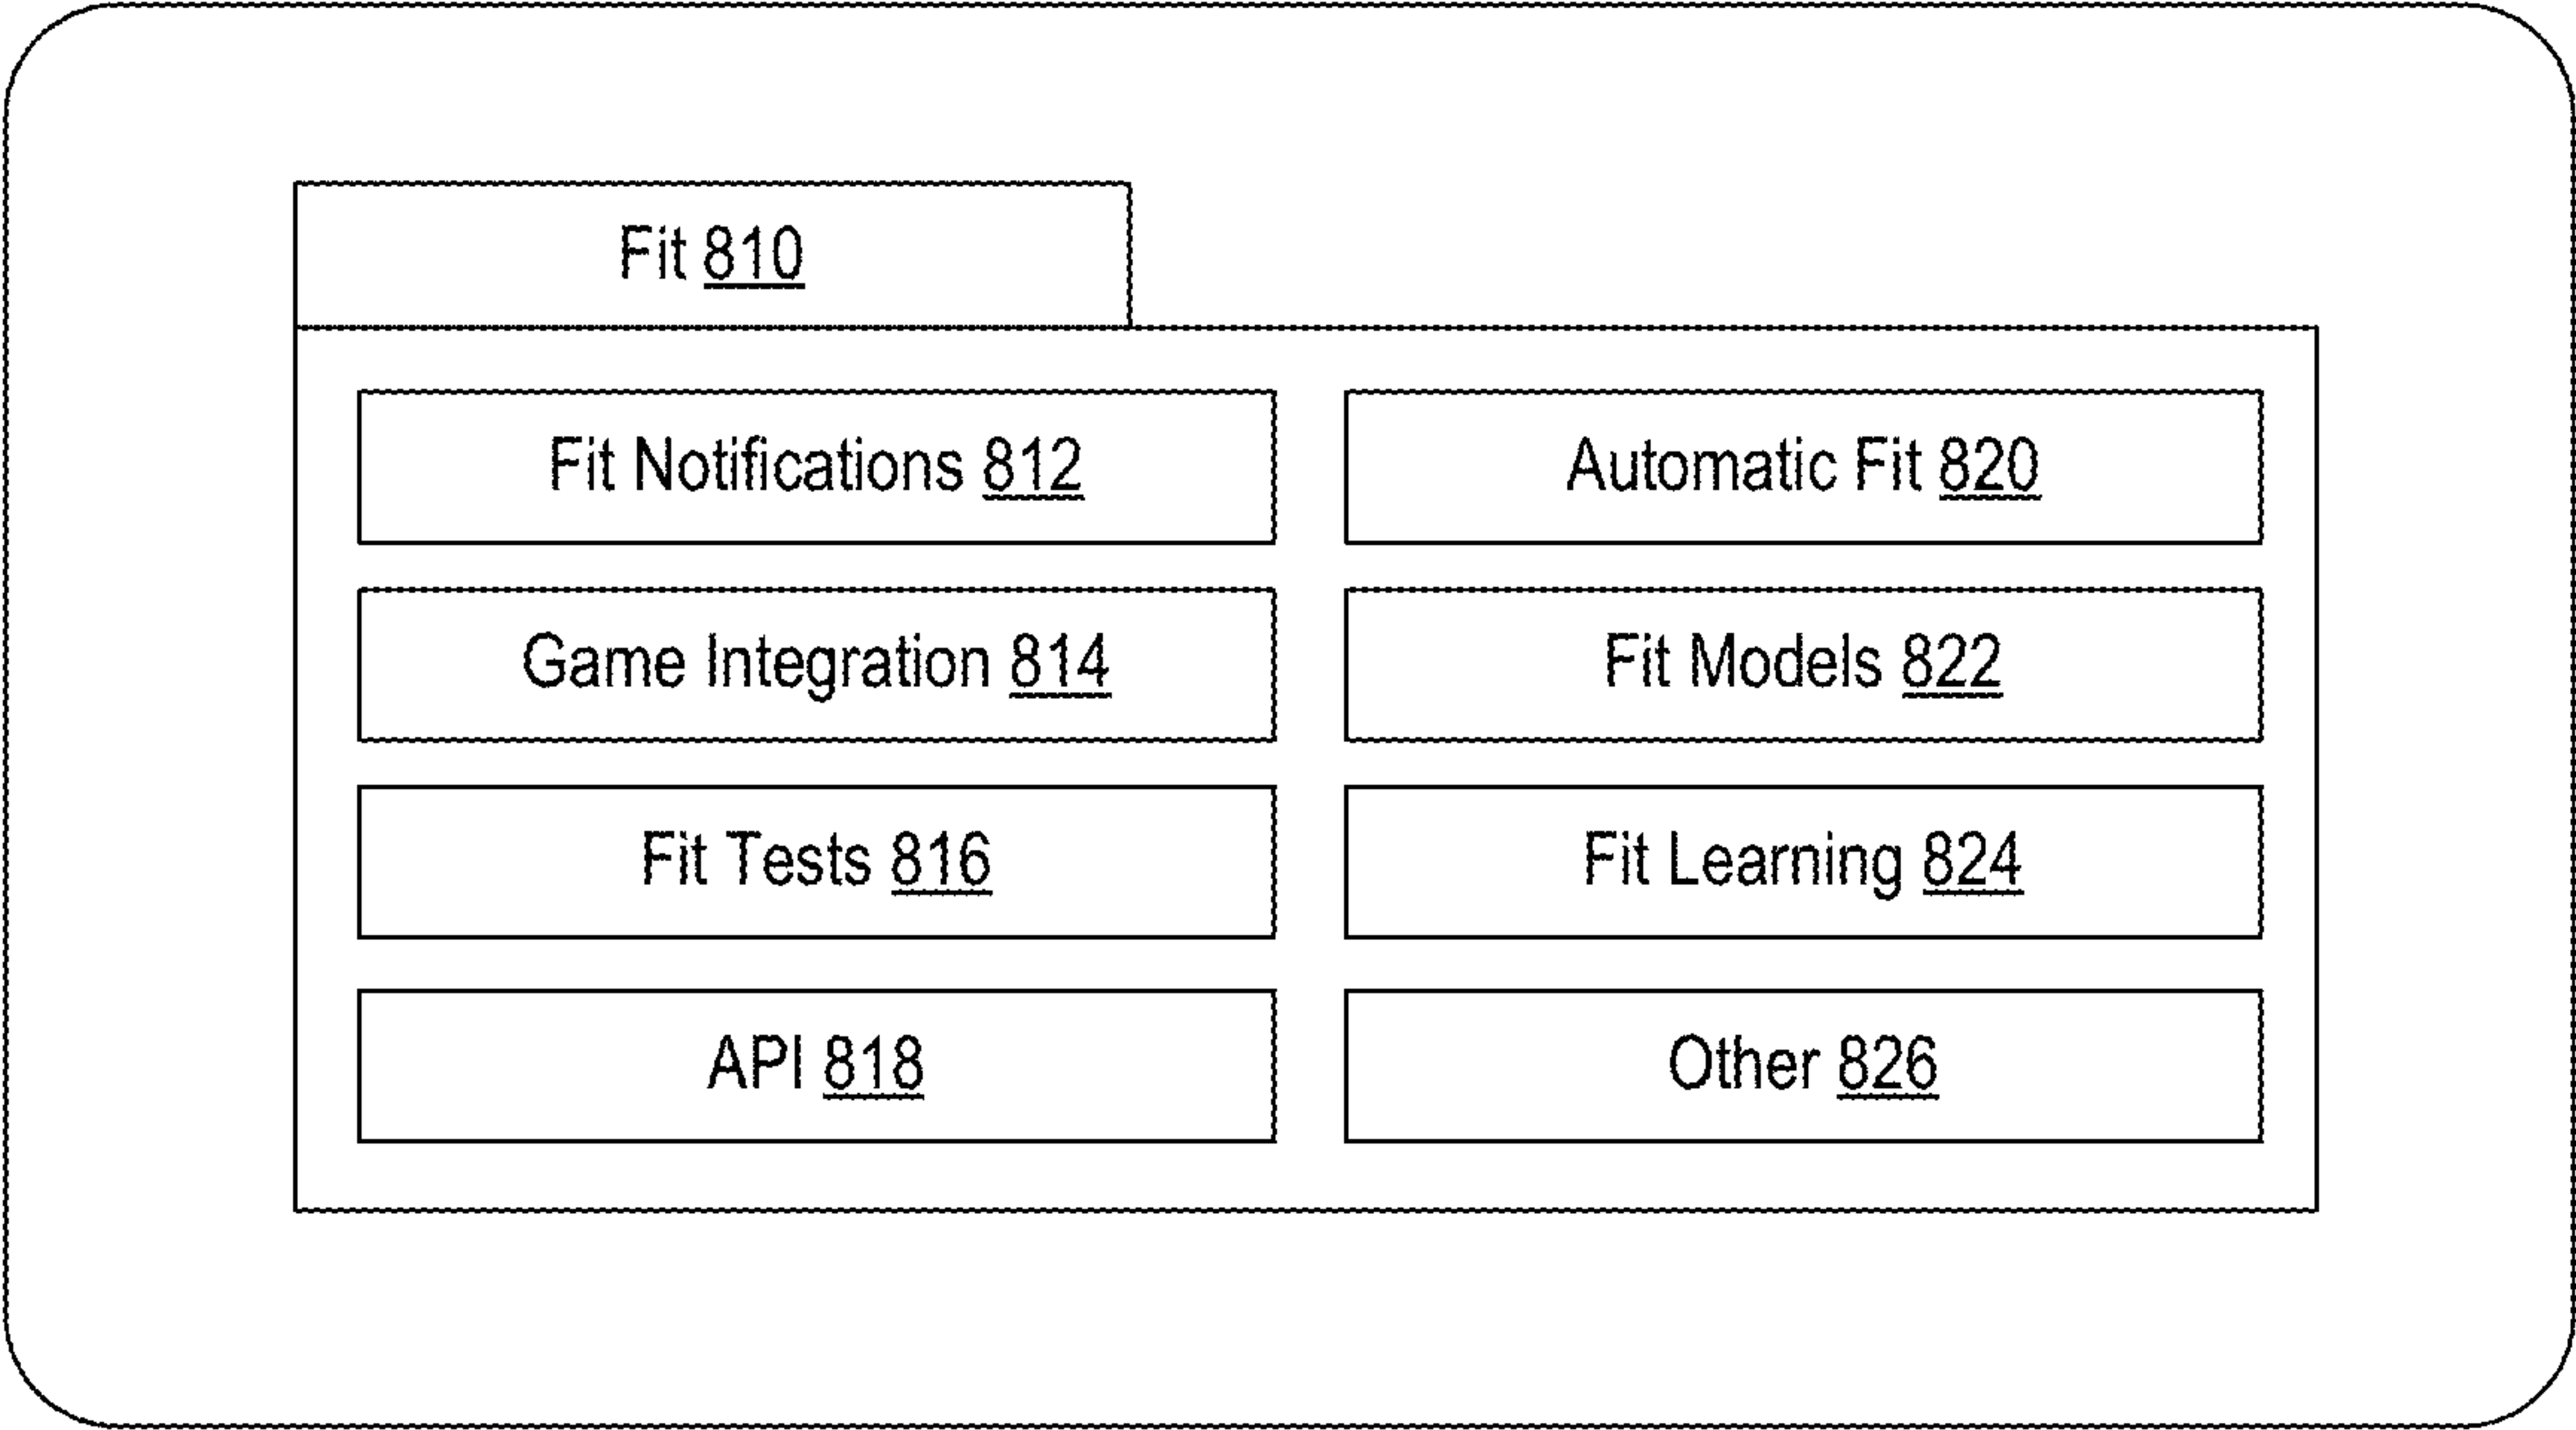 Fit 810
Fit Notifications 812
Automatic Fit 820
Game Integration 814
Fit Models 822
Fit Tests 816
Fit Learning 824
API 818
Other 826